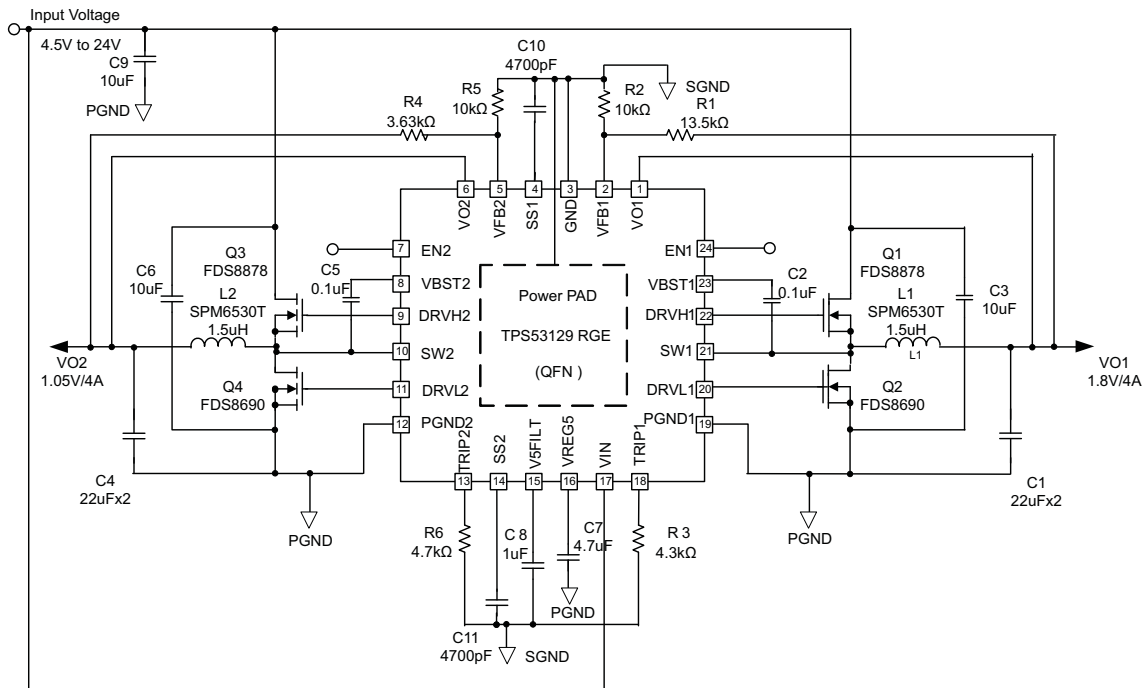 Input Voltage
4.5V to 24V
C9
10uF
PGND
C10
4700pF
R5
10kΩ
R4
3.63kΩ
R2
10kΩ
SGND
R1
13.5kΩ
6
5
4
3
2
1
VO2
VFB2
SS1
GND
VFB1
VO1
7
EN2
EN1
24
8
VBST2
VBST1
23
9
DRVH2
DRVH1
22
10
SW2
SW1
21
11
DRVL2
DRVL1
20
12
PGND2
PGND1
19
Power PAD
TPS53129 RGE
(QFN )
TRIP2
SS2
V5FILT
VREG5
VIN
TRIP1
13
14
15
16
17
18
Q3
FDS8878
C6
10uF
L2
SPM6530T
1.5uH
C5
0.1uF
VO2
1.05V/4A
Q4
FDS8690
C4
22uFx2
PGND
C2
0.1uF
Q1
FDS8878
L1
SPM6530T
1.5uH
L1
C3
10uF
VO1
1.8V/4A
Q2
FDS8690
C1
22uFx2
PGND
R6
4.7kΩ
C 8
1uF
C7
4.7uF
R 3
4.3kΩ
PGND
C11
4700pF
SGND